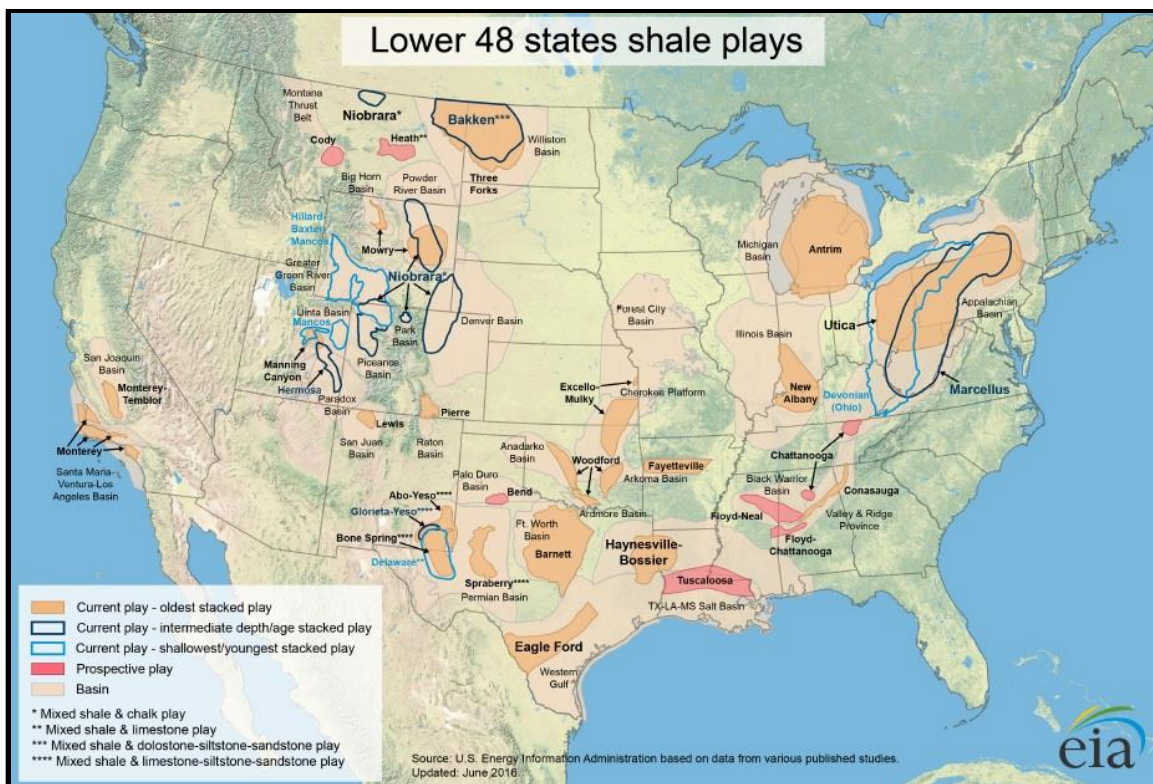 Lower 48 states shale plays
Montana
Thrust
Belt
Niobrara*
Bakken***
Williston
Basin
Cody
Heath**
Big Horn
Basin
Powder
River Basin
Three
Forks
Hillard-
Baxter-
Mancos
Mowry
Greater
Green River
Basin
Niobrara*
Uinta Basin
Mancos
Park
Basin
Denver Basin
Manning
Canyon
Piceance
Basin
Hermosa
Paradox
Basin
San Joaquin
Basin
Monterey-
Temblor
Monterey
Santa Maria-
Ventura-Los
Angeles Basin
Lewis
San Juan
Basin
Pierre
Raton
Basin
Michigan
Basin
Antrim
Forest City
Basin
Illinois Basin
Utica
Appalachian
Basin
Marcellus
Devonian
(Ohio)
New
Albany
Excello-
Mulky
Cherokee Platform
Anadarko
Basin
Woodford
Fayetteville
Arkoma Basin
Palo Duro
Basin
Bend
Ardmore Basin
Chattanooga
Black Warrior
Basin
Conasauga
Valley & Ridge
Province
Floyd-Neal
Floyd-
Chattanooga
Abo-Yeso****
Glorieta-Yeso****
Bone Spring****
Delaware**
Ft. Worth
Basin
Barnett
Haynesville-
Bossier
Spraberry****
Permian Basin
Tuscaloosa
TX-LA-MS Salt Basin
Eagle Ford
Western
Gulf
Current play - oldest stacked play
Current play - intermediate depth/age stacked play
Current play - shallowest/youngest stacked play
Prospective play
Basin
* Mixed shale & chalk play
** Mixed shale & limestone play
*** Mixed shale & dolostone-siltstone-sandstone play
**** Mixed shale & limestone-siltstone-sandstone play
Source: U.S. Energy Information Administration based on data from various published studies.
Updated: June 2016
eia